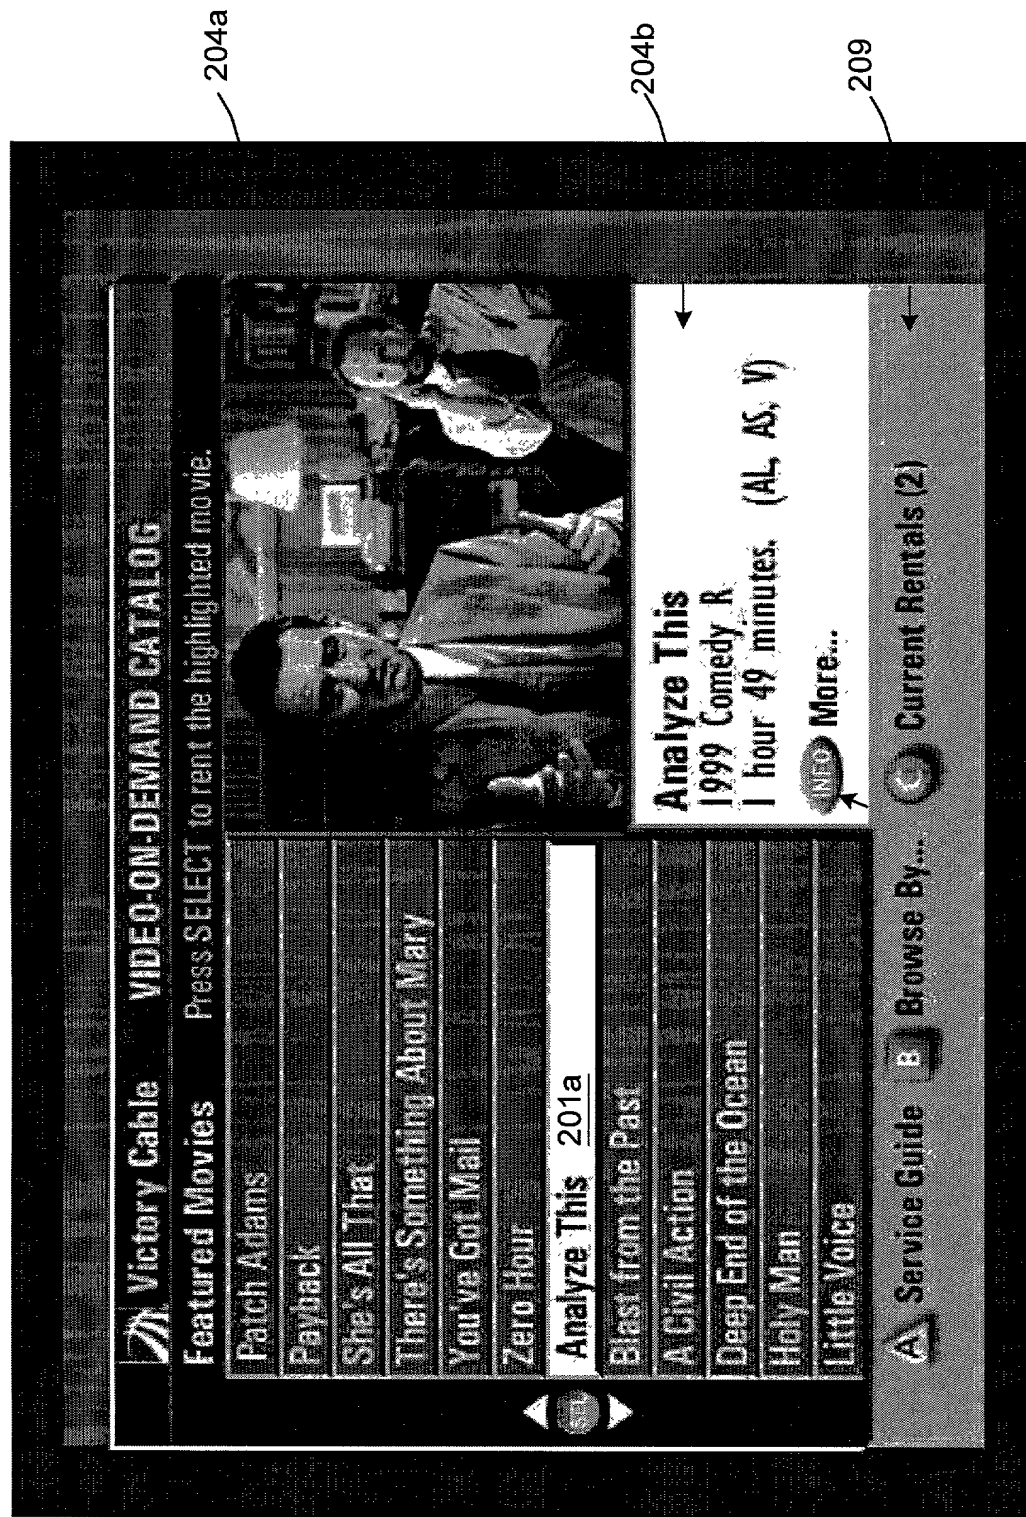 Victory Cable VIDEO-ON-DEMAND CATALOG
Featured Movies Press SELECT to rent the highlighted movie.
Patch Adams
Payback
She's All That
There's Something About Mary
You've Got Mail
Zero Hour
Analyze This 201a
Blast from the Past
A Civil Action
Deep End of the Ocean
Holy Man
Little Voice
SEL
Analyze This
1999 Comedy R
1 hour 49 minutes. (AL, AS, V)
INFO More...
A Service Guide B Browse By... C Current Rentals (2)
204a
204b
209